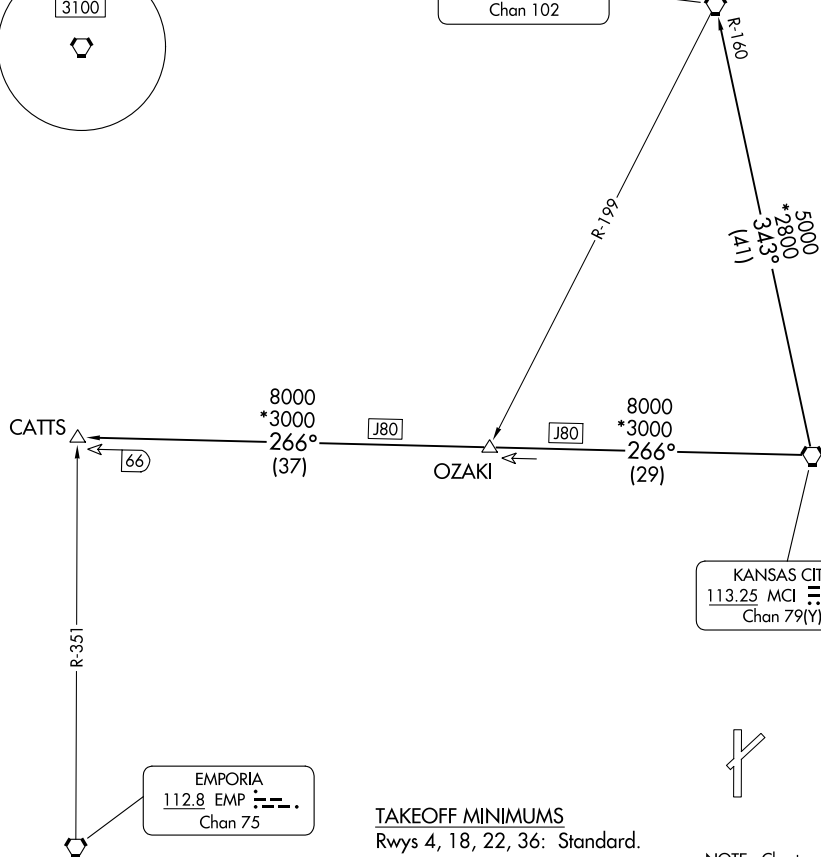 3100
Chan 102
R-160
R-199
5000
*2800
343°
(41)
8000
*3000
266°
(37)
J80
8000
*3000
266°
(29)
J80
CATTS
66
OZAKI
KANSAS CIT
113.25 MCI
Chan 79(Y)
R-351
EMPORIA
112.8 EMP
Chan 75
TAKEOFF MINIMUMS
Rwys 4, 18, 22, 36: Standard.